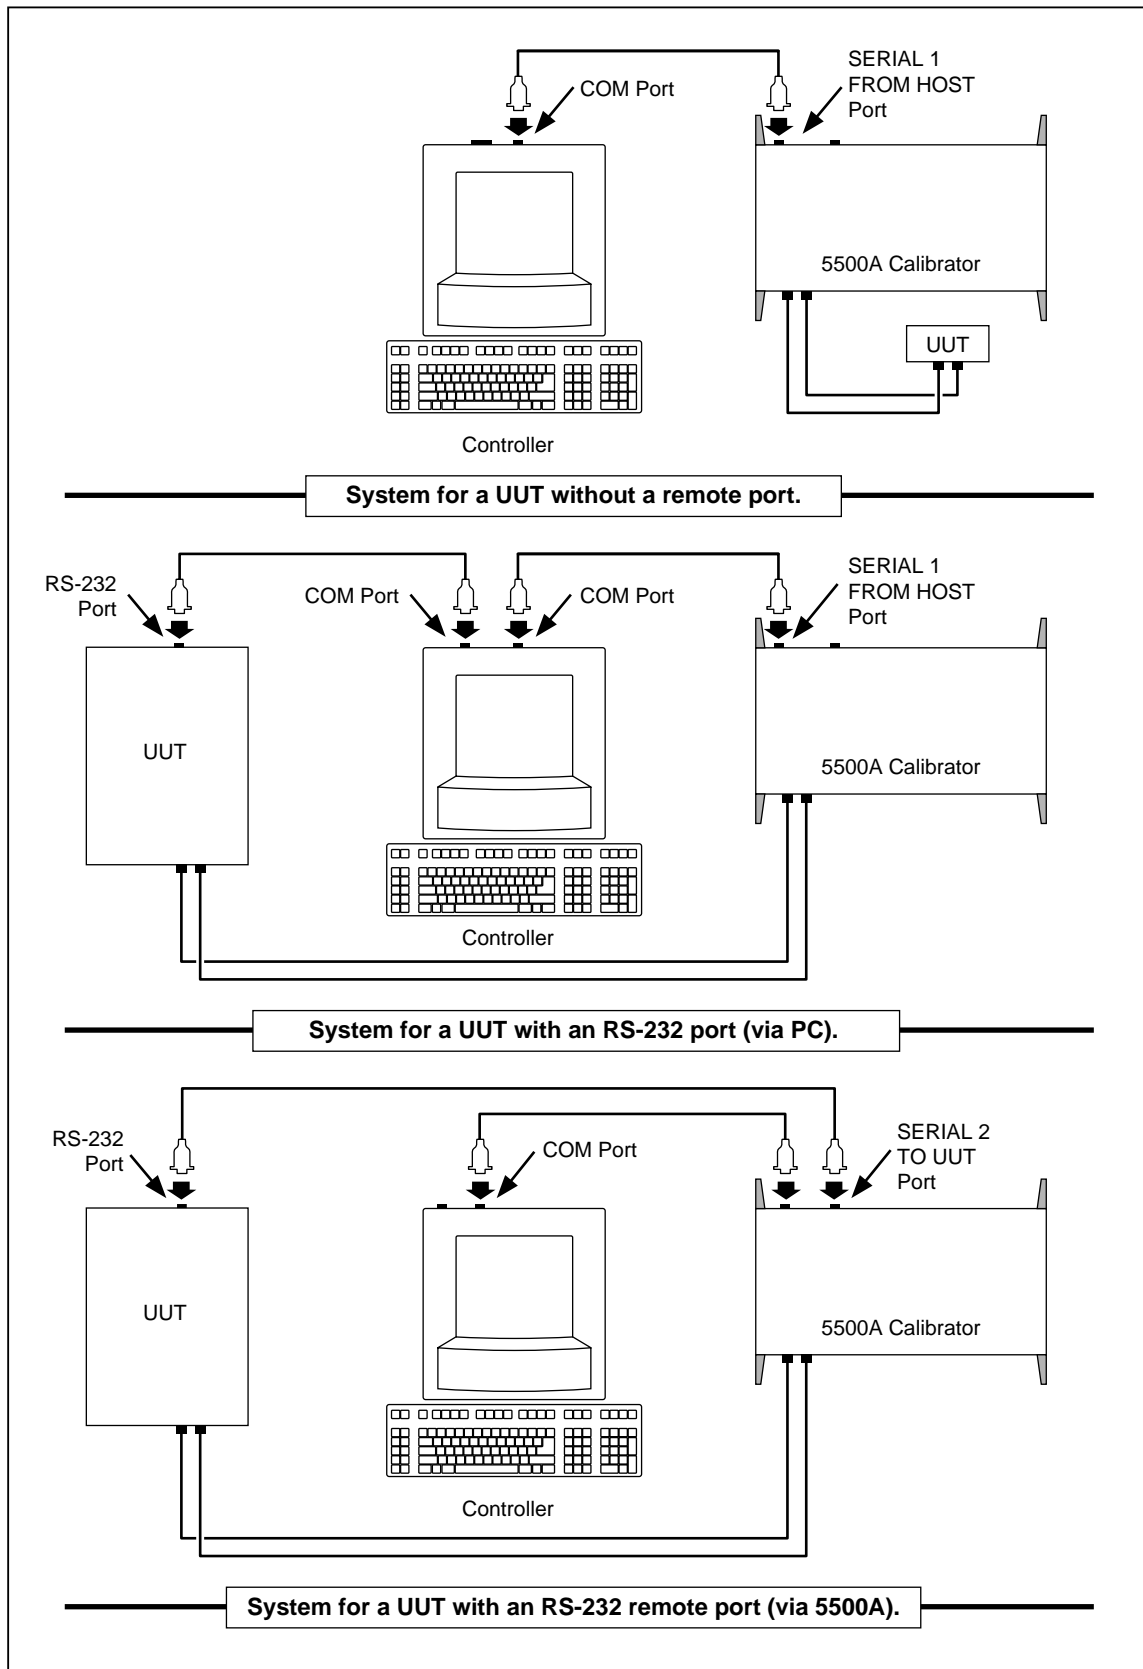 COM Port
SERIAL 1
FROM HOST
Port
5500A Calibrator
UUT
Controller
System for a UUT without a remote port.
RS-232
Port
COM Port
COM Port
SERIAL 1
FROM HOST
Port
UUT
5500A Calibrator
Controller
System for a UUT with an RS-232 port (via PC).
RS-232
Port
COM Port
SERIAL 2
TO UUT
Port
UUT
5500A Calibrator
Controller
System for a UUT with an RS-232 remote port (via 5500A).